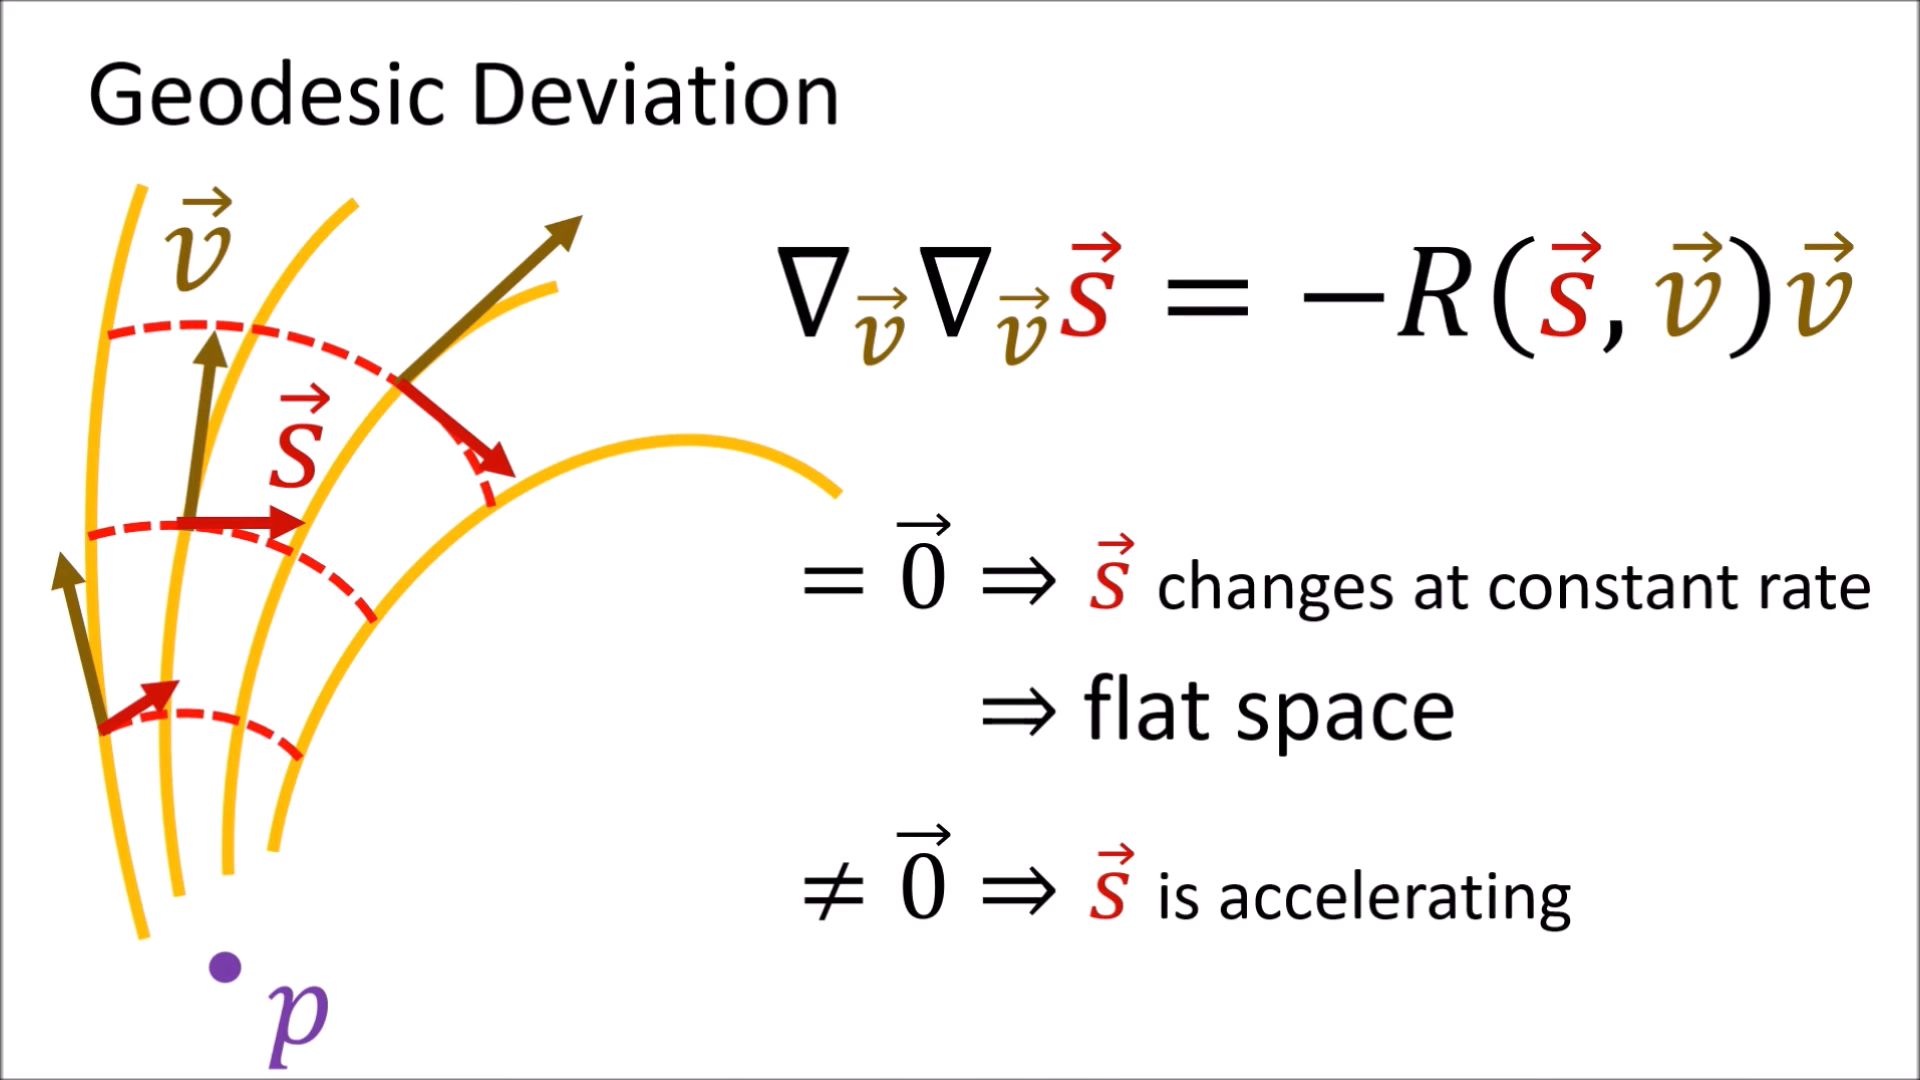 Geodesic Deviation
v⃗
s⃗
∇_v⃗ ∇_v⃗ s⃗ = −R(s⃗, v⃗)v⃗
= 0⃗ ⇒ s⃗ changes at constant rate
⇒ flat space
≠ 0⃗ ⇒ s⃗ is accelerating
p